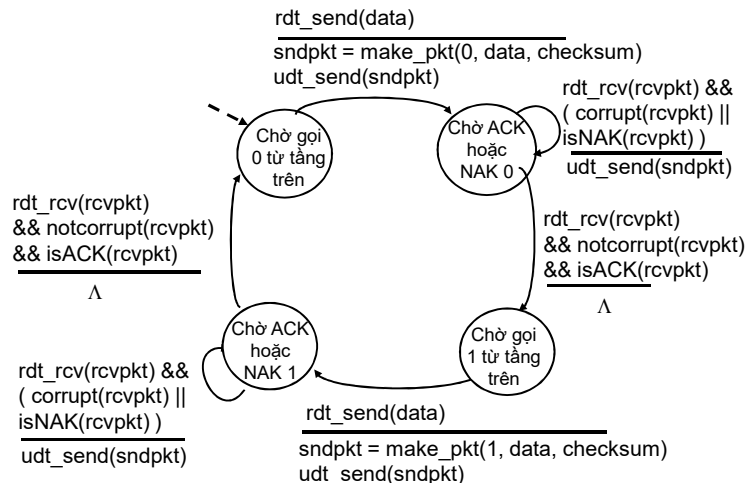 rdt_send(data)
sndpkt = make_pkt(0, data, checksum)
udt_send(sndpkt)
Chờ gọi
0 từ tầng
trên
Chờ ACK
hoặc
NAK 0
rdt_rcv(rcvpkt) &&
( corrupt(rcvpkt) ||
isNAK(rcvpkt) )
udt_send(sndpkt)
rdt_rcv(rcvpkt)
&& notcorrupt(rcvpkt)
&& isACK(rcvpkt)
Λ
rdt_rcv(rcvpkt)
&& notcorrupt(rcvpkt)
&& isACK(rcvpkt)
Λ
Chờ ACK
hoặc
NAK 1
Chờ gọi
1 từ tầng
trên
rdt_rcv(rcvpkt) &&
( corrupt(rcvpkt) ||
isNAK(rcvpkt) )
udt_send(sndpkt)
rdt_send(data)
sndpkt = make_pkt(1, data, checksum)
udt_send(sndpkt)